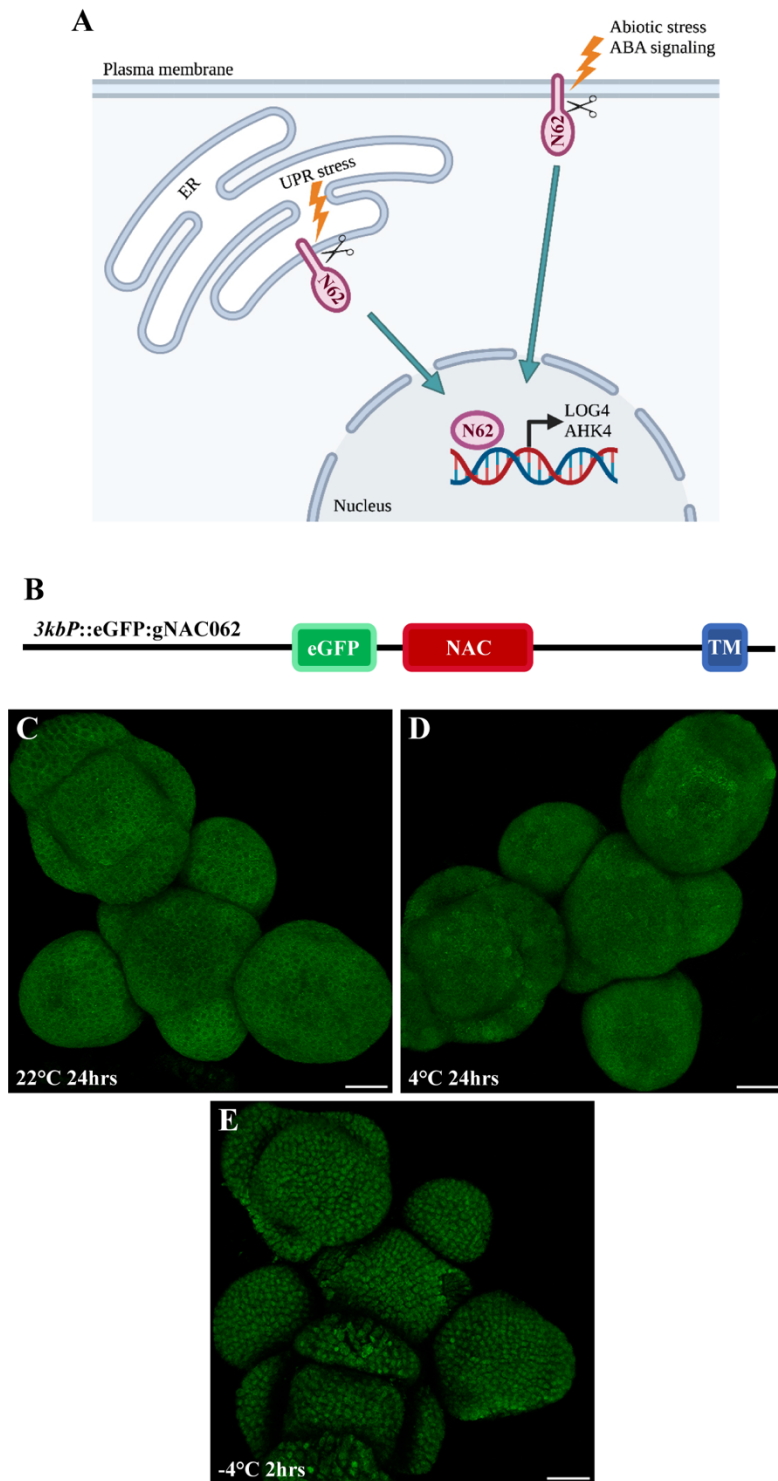 A
Abiotic stress
ABA signaling
Plasma membrane
N62
ER
UPR stress
N62
LOG4
AHK4
N62
Nucleus
B
3kbP::eGFP:gNAC062
eGFP
NAC
TM
C
D
22°C 24hrs
4°C 24hrs
E
-4°C 2hrs